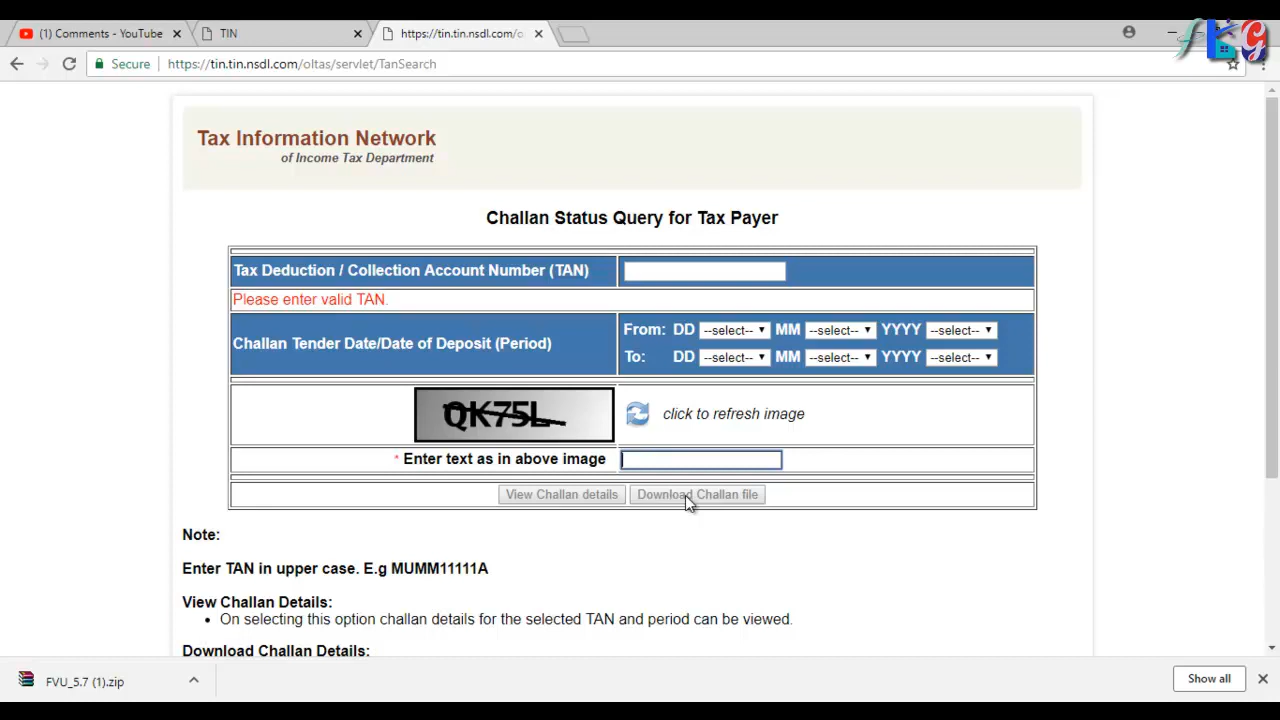 (1) Comments - YouTube
TIN
https://tin.tin.nsdl.com/o
Secure
https://tin.tin.nsdl.com/oltas/servlet/TanSearch
Tax Information Network
of Income Tax Department
Challan Status Query for Tax Payer
Tax Deduction / Collection Account Number (TAN)
Please enter valid TAN.
Challan Tender Date/Date of Deposit (Period)
From: DD --select-- MM --select-- YYYY --select--
To: DD --select-- MM --select-- YYYY --select--
QK75L
click to refresh image
* Enter text as in above image
View Challan details
Download Challan file
Note:
Enter TAN in upper case. E.g MUMM11111A
View Challan Details:
• On selecting this option challan details for the selected TAN and period can be viewed.
Download Challan Details:
FVU_5.7 (1).zip
Show all